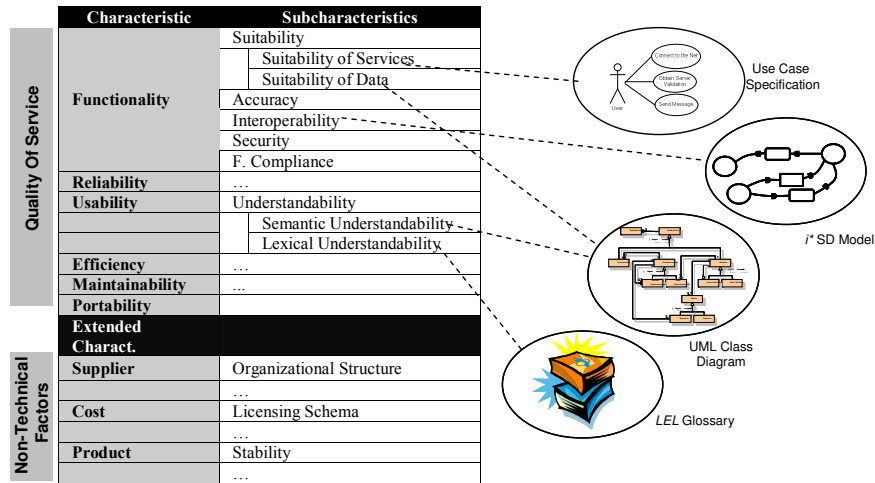 Characteristic Subcharacteristics
Quality Of Service
Functionality
Suitability
Suitability of Services
Suitability of Data
Accuracy
Interoperability
Security
F. Compliance
Reliability …
Usability Understandability
Semantic Understandability
Lexical Understandability
Efficiency …
Maintainability ...
Portability
Extended
Charact.
Non-Technical
Factors
Supplier Organizational Structure
…
Cost Licensing Schema
…
Product Stability
…
Connect to the Net
Obtain Server
Validation
Send Message
User
Use Case
Specification
i* SD Model
UML Class
Diagram
LEL Glossary